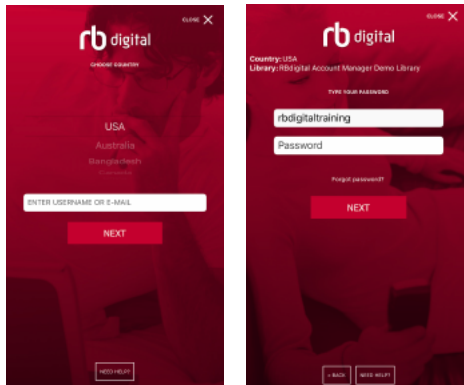 CLOSE X
rb digital
CHOOSE COUNTRY
USA
Australia
Bangladesh
ENTER USERNAME OR E-MAIL
NEXT
NEED HELP?
CLOSE X
rb digital
Country: USA
Library: RBdigital Account Manager Demo Library
TYPE YOUR PASSWORD
rbdigitaltraining
Password
Forgot password?
NEXT
< BACK
NEED HELP?